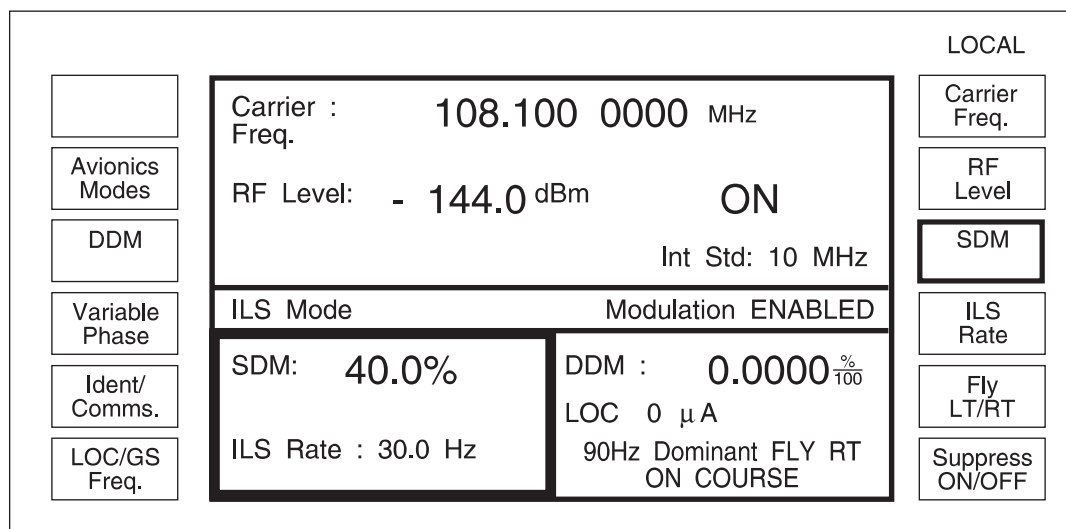 LOCAL
Avionics
Modes
DDM
Variable
Phase
Ident/
Comms.
LOC/GS
Freq.
Carrier :
Freq.
108.100 0000 MHz
RF Level: - 144.0 dBm ON
Int Std: 10 MHz
ILS Mode Modulation ENABLED
SDM: 40.0%
ILS Rate : 30.0 Hz
DDM : 0.0000 %/100
LOC 0 μA
90Hz Dominant FLY RT
ON COURSE
Carrier
Freq.
RF
Level
SDM
ILS
Rate
Fly
LT/RT
Suppress
ON/OFF